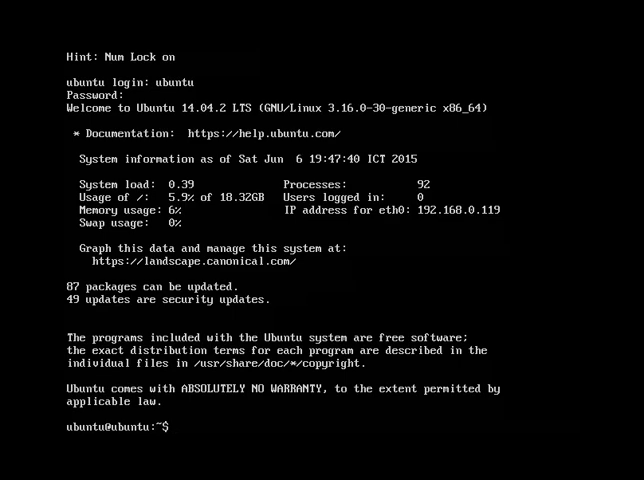 Hint: Num Lock on
ubuntu login: ubuntu
Password:
Welcome to Ubuntu 14.04.2 LTS (GNU/Linux 3.16.0-30-generic x86_64)
* Documentation:  https://help.ubuntu.com/
System information as of Sat Jun  6 19:47:40 ICT 2015
System load:  0.39              Processes:           92
Usage of /:   5.9% of 18.32GB   Users logged in:     0
Memory usage: 6%                IP address for eth0: 192.168.0.119
Swap usage:   0%
Graph this data and manage this system at:
https://landscape.canonical.com/
87 packages can be updated.
49 updates are security updates.
The programs included with the Ubuntu system are free software;
the exact distribution terms for each program are described in the
individual files in /usr/share/doc/*/copyright.
Ubuntu comes with ABSOLUTELY NO WARRANTY, to the extent permitted by
applicable law.
ubuntu@ubuntu:~$